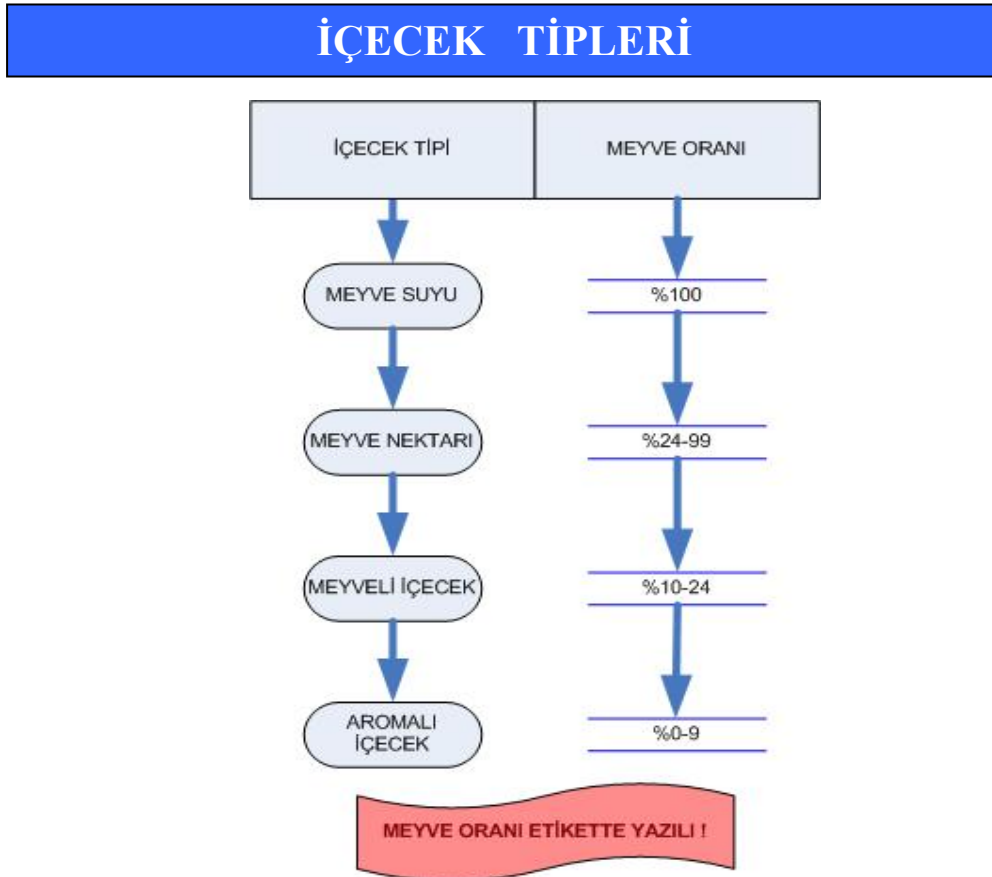 İÇECEK TİPLERİ
İÇECEK TİPİ
MEYVE ORANI
MEYVE SUYU
%100
MEYVE NEKTARI
%24-99
MEYVELİ İÇECEK
%10-24
AROMALI
İÇECEK
%0-9
MEYVE ORANI ETİKETTE YAZILI !